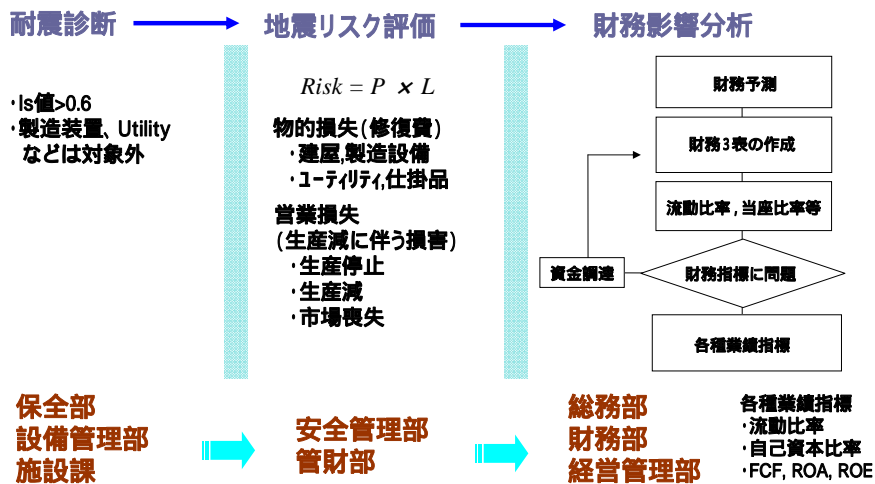 耐震診断
地震リスク評価
財務影響分析
・Is値>0.6
・製造装置、Utility
などは対象外
Risk = P × L
物的損失(修復費)
・建屋,製造設備
・ユーティリティ,仕掛品
営業損失
(生産減に伴う損害)
・生産停止
・生産減
・市場喪失
財務予測
財務3表の作成
流動比率,当座比率等
資金調達
財務指標に問題
各種業績指標
保全部
設備管理部
施設課
安全管理部
管財部
総務部
財務部
経営管理部
各種業績指標
・流動比率
・自己資本比率
・FCF, ROA, ROE